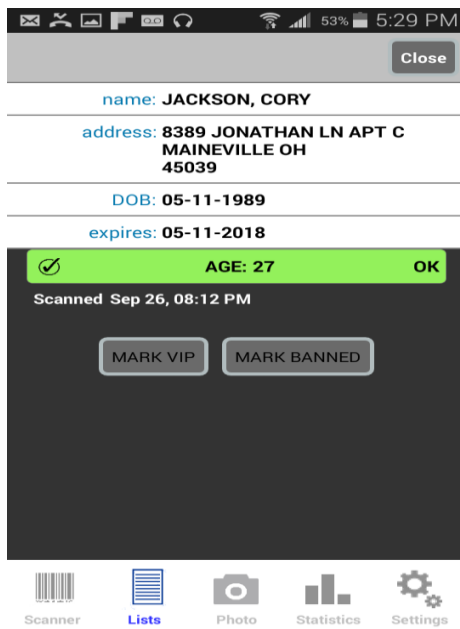 53% 5:29 PM
Close
name: JACKSON, CORY
address: 8389 JONATHAN LN APT C
MAINEVILLE OH
45039
DOB: 05-11-1989
expires: 05-11-2018
AGE: 27 OK
Scanned Sep 26, 08:12 PM
MARK VIP MARK BANNED
Scanner Lists Photo Statistics Settings